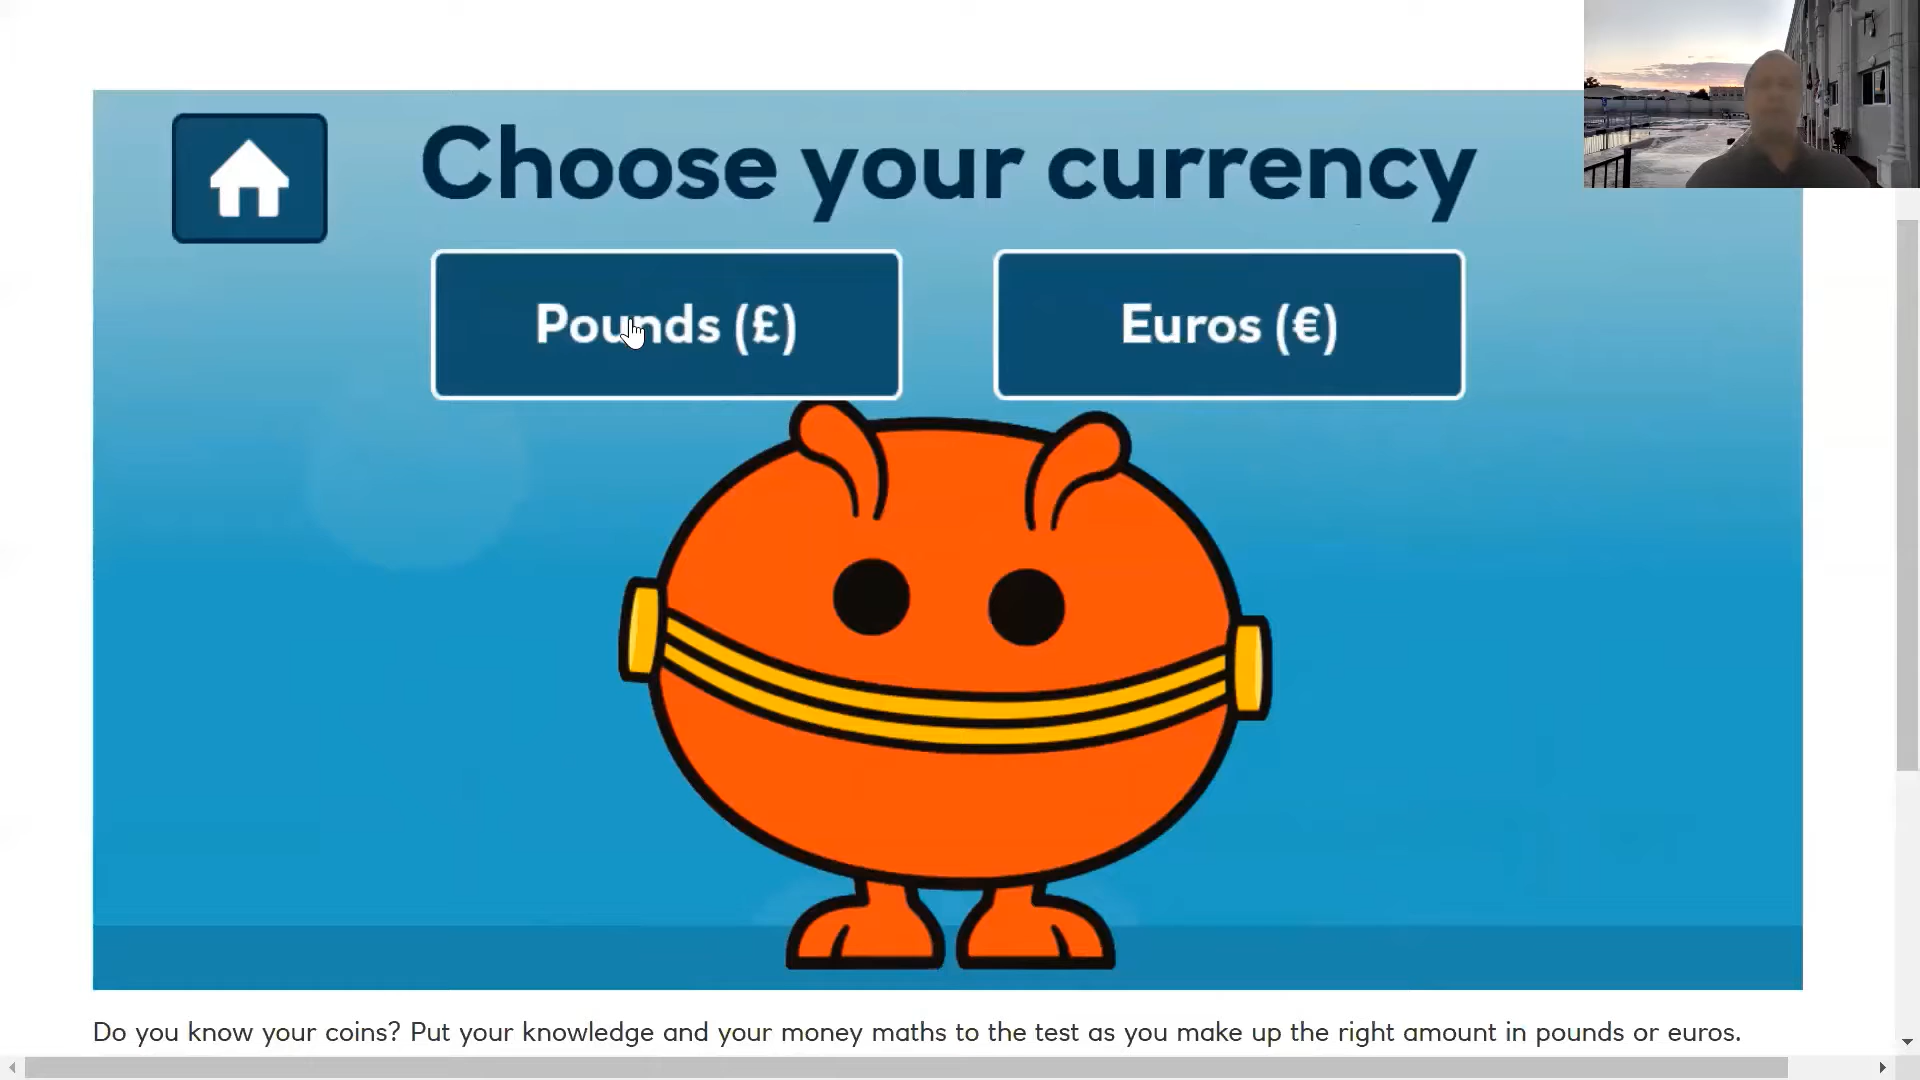 Choose your currency
Pounds (£)
Euros (€)
Do you know your coins? Put your knowledge and your money maths to the test as you make up the right amount in pounds or euros.